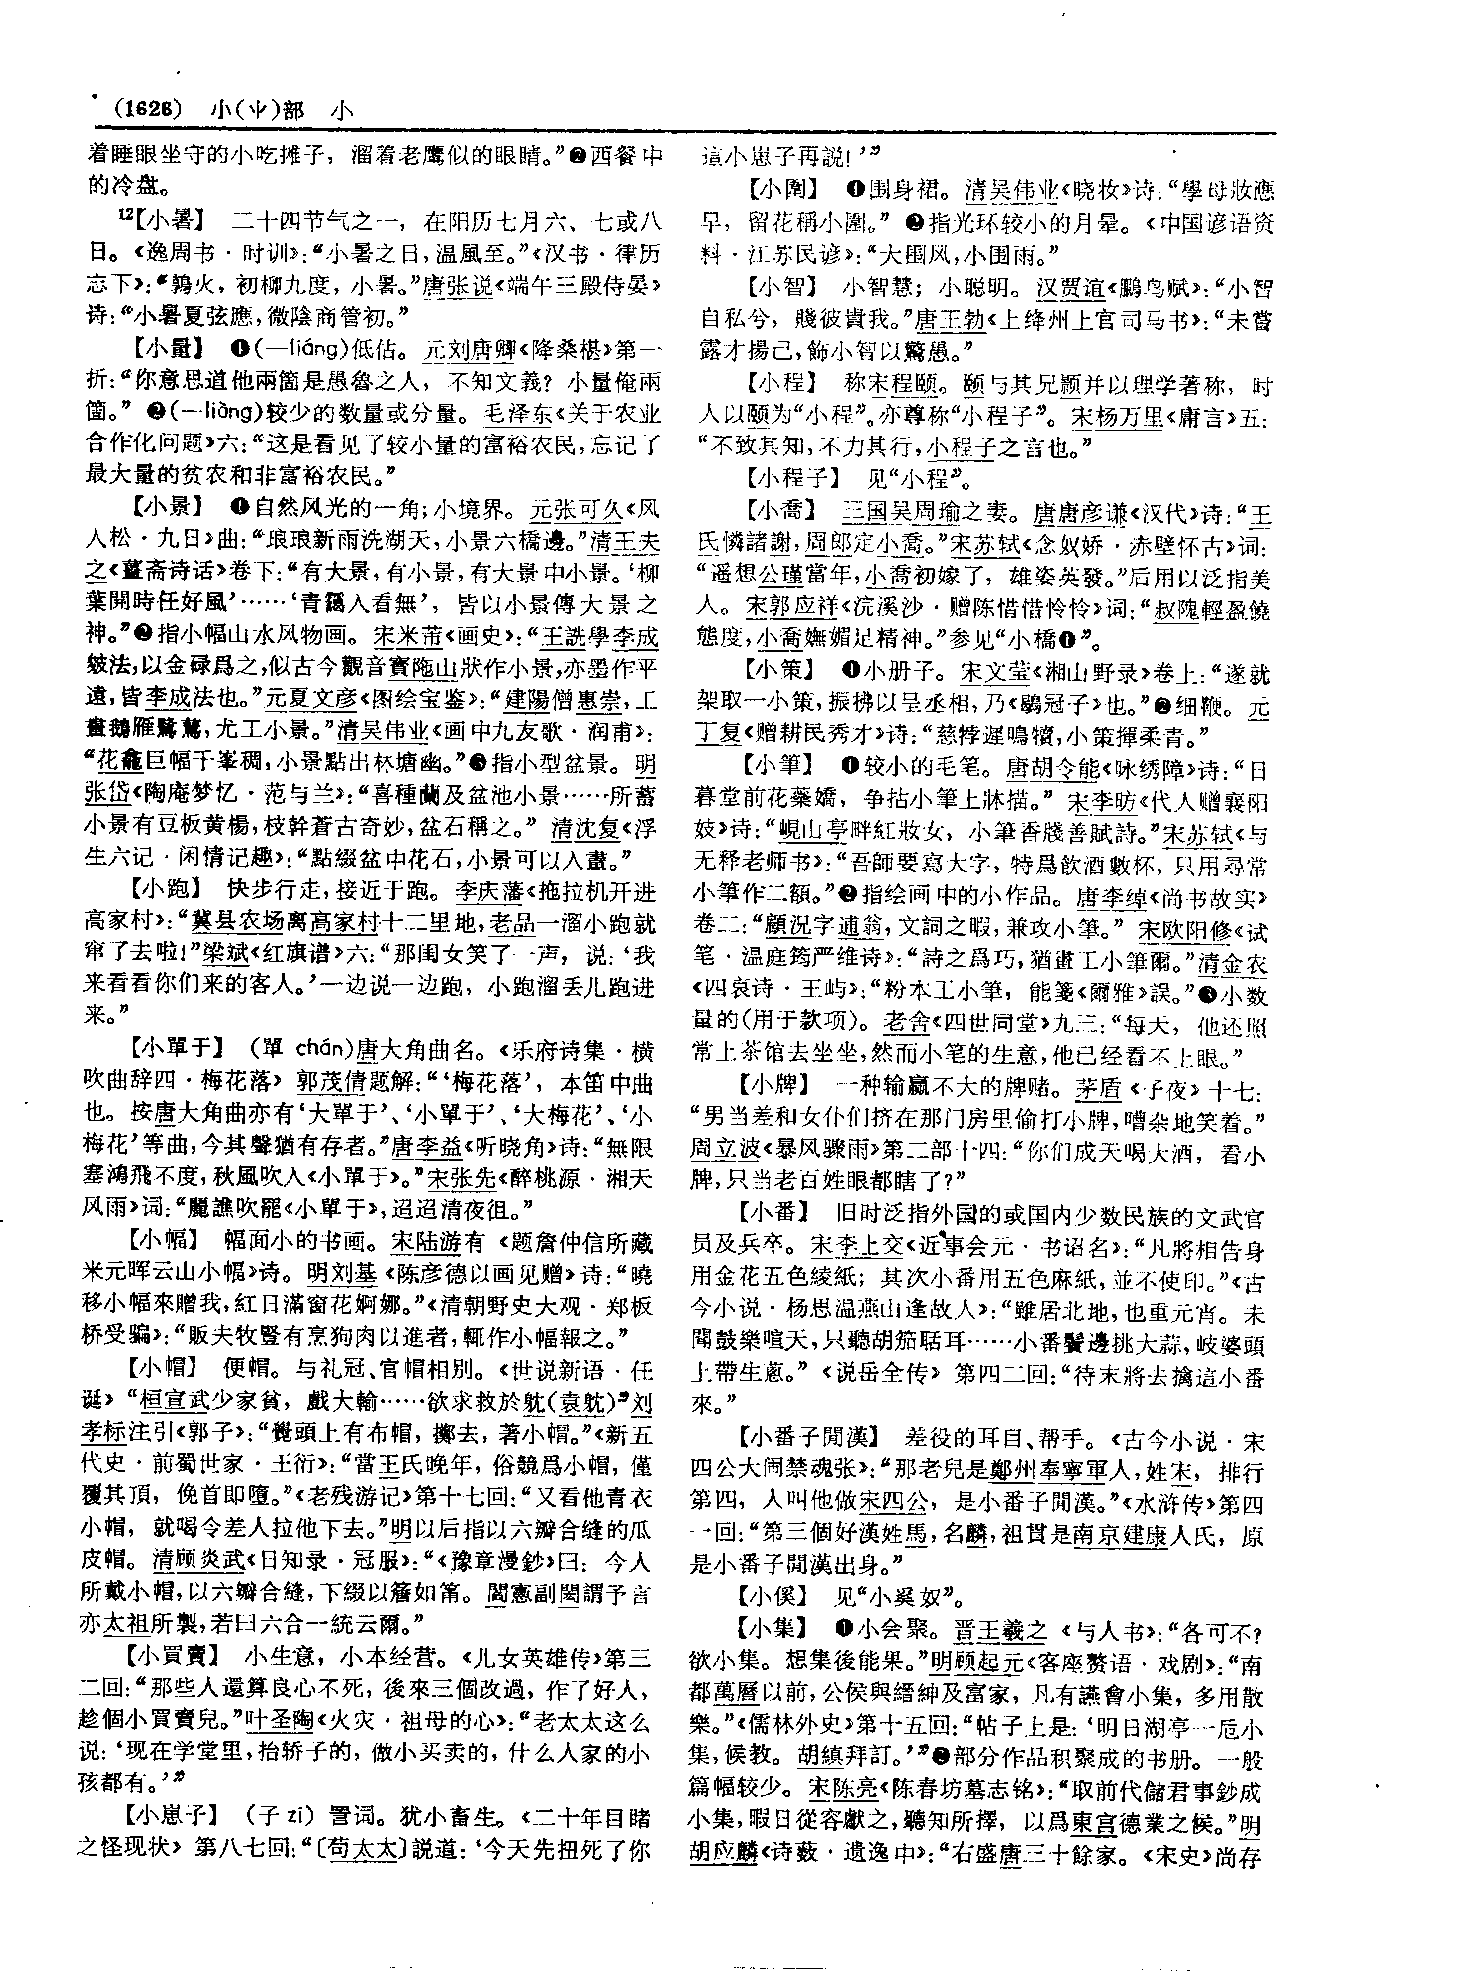 (1626) 小(⺌)部 小
着睡眼坐守的小吃摊子，溜着老鹰似的眼睛。”❷西餐中
的冷盘。
12【小暑】 二十四节气之一，在阳历七月六、七或八
日。《逸周书·时训》：“小暑之日，温風至。”《汉书·律历
志下》：“鶉火，初柳九度，小暑。”唐张说《端午三殿侍晏》
诗：“小暑夏弦應，徵陰商管初。”
【小量】 ❶(—liáng)低估。元刘唐卿《降桑椹》第一
折：“你意思道他兩箇是愚魯之人，不知文義？小量俺兩
箇。” ❷(—liàng)较少的数量或分量。毛泽东《关于农业
合作化问题》六：“这是看见了较小量的富裕农民，忘记了
最大量的贫农和非富裕农民。”
【小景】 ❶自然风光的一角；小境界。元张可久《风
入松·九日》曲：“琅琅新雨洗湖天，小景六橋邊。”清王夫
之《薑斋诗话》卷下：“有大景，有小景，有大景中小景。‘柳
葉開時任好風’……‘青靄入看無’，皆以小景傳大景之
神。”❷指小幅山水风物画。宋米芾《画史》：“王詵學李成
皴法，以金碌爲之，似古今觀音寳陁山狀作小景，亦墨作平
遠，皆李成法也。”元夏文彦《图绘宝鉴》：“建陽僧惠崇，工
畫鵝雁鷺鷥，尤工小景。”清吴伟业《画中九友歌·润甫》：
“花龕巨幅千峯稠，小景點出林塘幽。”❸指小型盆景。明
张岱《陶庵梦忆·范与兰》：“喜種蘭及盆池小景……所蓄
小景有豆板黄楊，枝幹蒼古奇妙，盆石稱之。” 清沈复《浮
生六记·闲情记趣》：“點綴盆中花石，小景可以入畫。”
【小跑】 快步行走，接近于跑。李庆藩《拖拉机开进
高家村》：“冀县农场离高家村十二里地，老品一溜小跑就
窜了去啦！”梁斌《红旗谱》六：“那闺女笑了一声，说：‘我
来看看你们来的客人。’一边说一边跑，小跑溜丢儿跑进
来。”
【小單于】 (單 chán)唐大角曲名。《乐府诗集·横
吹曲辞四·梅花落》郭茂倩题解：“‘梅花落’，本笛中曲
也。按唐大角曲亦有‘大單于’、‘小單于’、‘大梅花’、‘小
梅花’等曲，今其聲猶有存者。”唐李益《听晓角》诗：“無限
塞鴻飛不度，秋風吹入《小單于》。”宋张先《醉桃源·湘天
风雨》词：“麗譙吹罷《小單于》，迢迢清夜徂。”
【小幅】 幅面小的书画。宋陆游有《题詹仲信所藏
米元晖云山小幅》诗。明刘基《陈彦德以画见赠》诗：“曉
移小幅來贈我，紅日滿窗花婀娜。”《清朝野史大观·郑板
桥受骗》：“販夫牧豎有烹狗肉以進者，輒作小幅報之。”
【小帽】 便帽。与礼冠、官帽相别。《世说新语·任
诞》“桓宣武少家貧，戲大輸……欲求救於躭(袁躭)”刘
孝标注引《郭子》：“覺頭上有布帽，擲去，著小帽。”《新五
代史·前蜀世家·王衍》：“當王氏晚年，俗競爲小帽，僅
覆其頂，俛首即墮。”《老残游记》第十七回：“又看他青衣
小帽，就喝令差人拉他下去。”明以后指以六瓣合缝的瓜
皮帽。清顾炎武《日知录·冠服》：“《豫章漫鈔》曰：今人
所戴小帽，以六瓣合縫，下綴以簷如筩。閻憲副閎謂予言
亦太祖所製，若曰六合一統云爾。”
【小買賣】 小生意，小本经营。《儿女英雄传》第三
二回：“那些人還算良心不死，後來三個改過，作了好人，
趁個小買賣兒。”叶圣陶《火灾·祖母的心》：“老太太这么
说：‘现在学堂里，抬轿子的，做小买卖的，什么人家的小
孩都有。’”
【小崽子】 (子 zi) 詈词。犹小畜生。《二十年目睹
之怪现状》第八七回：“〔苟太太〕説道：‘今天先扭死了你
這小崽子再説！’”
【小圍】 ❶围身裙。清吴伟业《晓妆》诗：“學母妝應
早，留花稱小圍。” ❷指光环较小的月晕。《中国谚语资
料·江苏民谚》：“大围风，小围雨。”
【小智】 小智慧；小聪明。汉贾谊《鵩鸟赋》：“小智
自私兮，賤彼貴我。”唐王勃《上绛州上官司马书》：“未嘗
露才揚己，飾小智以驚愚。”
【小程】 称宋程颐。颐与其兄颢并以理学著称，时
人以颐为“小程”。亦尊称“小程子”。宋杨万里《庸言》五：
“不致其知，不力其行，小程子之言也。”
【小程子】 见“小程”。
【小喬】 三国吴周瑜之妻。唐唐彦谦《汉代》诗：“王
氏憐諸謝，周郎定小喬。”宋苏轼《念奴娇·赤壁怀古》词：
“遥想公瑾當年，小喬初嫁了，雄姿英發。”后用以泛指美
人。宋郭应祥《浣溪沙·赠陈惜惜怜怜》词：“叔隗輕盈饒
態度，小喬嫵媚足精神。”参见“小橋❶”。
【小策】 ❶小册子。宋文莹《湘山野录》卷上：“遂就
架取一小策，振拂以呈丞相，乃《鶡冠子》也。”❷细鞭。元
丁复《赠耕民秀才》诗：“慈㹀遲鳴犢，小策揮柔青。”
【小筆】 ❶较小的毛笔。唐胡令能《咏绣障》诗：“日
暮堂前花蘂嬌，争拈小筆上牀描。” 宋李昉《代人赠襄阳
妓》诗：“峴山亭畔紅妝女，小筆香牋善賦詩。”宋苏轼《与
无释老师书》：“吾師要寫大字，特爲飲酒數杯，只用尋常
小筆作二額。”❷指绘画中的小作品。唐李绰《尚书故实》
卷二：“顧況字逋翁，文詞之暇，兼攻小筆。” 宋欧阳修《试
笔·温庭筠严维诗》：“詩之爲巧，猶畫工小筆爾。”清金农
《四哀诗·王屿》：“粉本工小筆，能箋《爾雅》誤。”❸小数
量的(用于款项)。老舍《四世同堂》九三：“每天，他还照
常上茶馆去坐坐，然而小笔的生意，他已经看不上眼。”
【小牌】 一种输赢不大的牌赌。茅盾《子夜》十七：
“男当差和女仆们挤在那门房里偷打小牌，嘈杂地笑着。”
周立波《暴风骤雨》第二部十四：“你们成天喝大酒，看小
牌，只当老百姓眼都瞎了？”
【小番】 旧时泛指外国的或国内少数民族的文武官
员及兵卒。宋李上交《近事会元·书诏名》：“凡將相告身
用金花五色綾紙；其次小番用五色麻紙，並不使印。”《古
今小说·杨思温燕山逢故人》：“雖居北地，也重元宵。未
聞鼓樂喧天，只聽胡笳聒耳……小番鬢邊挑大蒜，岐婆頭
上帶生蔥。”《说岳全传》第四二回：“待末將去擒這小番
來。”
【小番子閒漢】 差役的耳目、帮手。《古今小说·宋
四公大闹禁魂张》：“那老兒是鄭州奉寧軍人，姓宋，排行
第四，人叫他做宋四公，是小番子閒漢。”《水浒传》第四
一回：“第三個好漢姓馬，名麟，祖貫是南京建康人氏，原
是小番子閒漢出身。”
【小傒】 见“小奚奴”。
【小集】 ❶小会聚。晋王羲之《与人书》：“各可不？
欲小集。想集後能果。”明顾起元《客座赘语·戏剧》：“南
都萬曆以前，公侯與縉紳及富家，凡有讌會小集，多用散
樂。”《儒林外史》第十五回：“帖子上是：‘明日湖亭一卮小
集，候教。胡縝拜訂。’”❷部分作品积聚成的书册。一般
篇幅较少。宋陈亮《陈春坊墓志铭》：“取前代儲君事鈔成
小集，暇日從容獻之，聽知所擇，以爲東宫德業之候。”明
胡应麟《诗薮·遗逸中》：“右盛唐三十餘家。《宋史》尚存